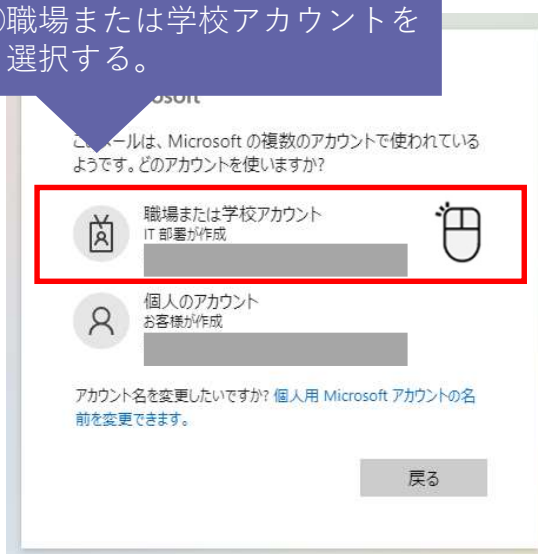 職場または学校アカウントを
選択する。
osoft
メールは、Microsoft の複数のアカウントで使われている
ようです。どのアカウントを使いますか?
職場または学校アカウント
IT 部署が作成
個人のアカウント
お客様が作成
アカウント名を変更したいですか? 個人用 Microsoft アカウントの名
前を変更できます。
戻る